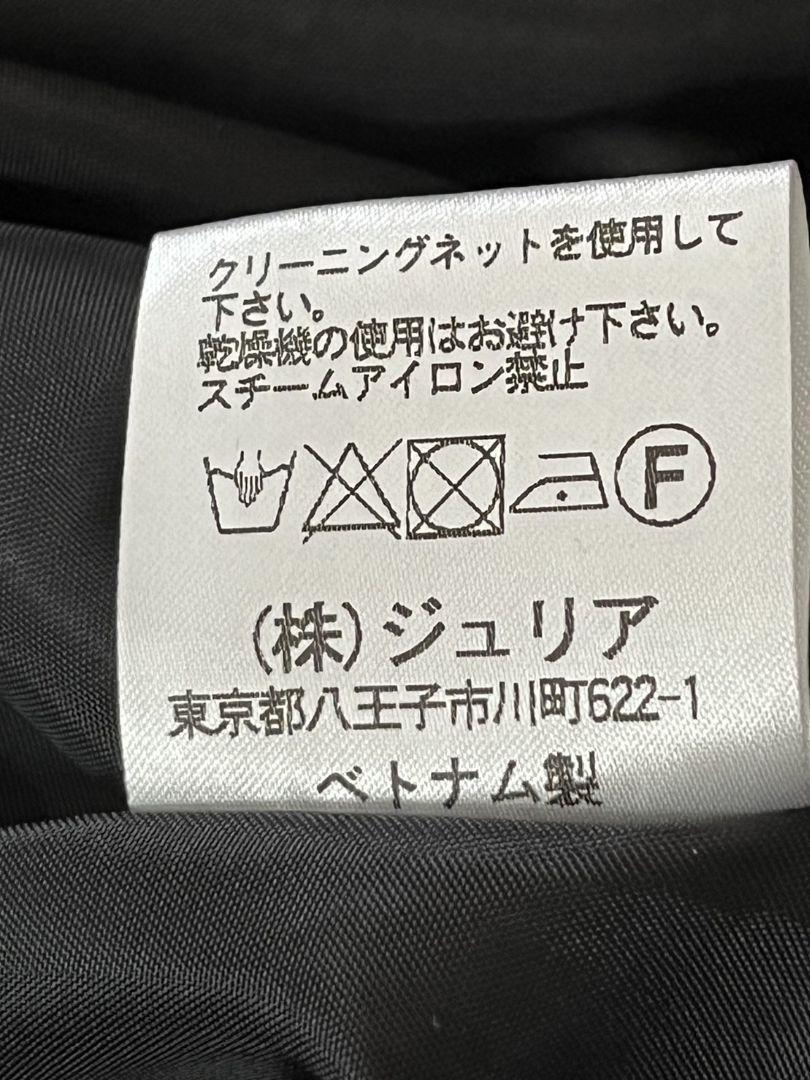 クリーニングネットを使用して
下さい。
乾燥機の使用はお避け下さい。
スチームアイロン禁止
F
(株)ジュリア
東京都八王子市川町622-1
ベトナム製